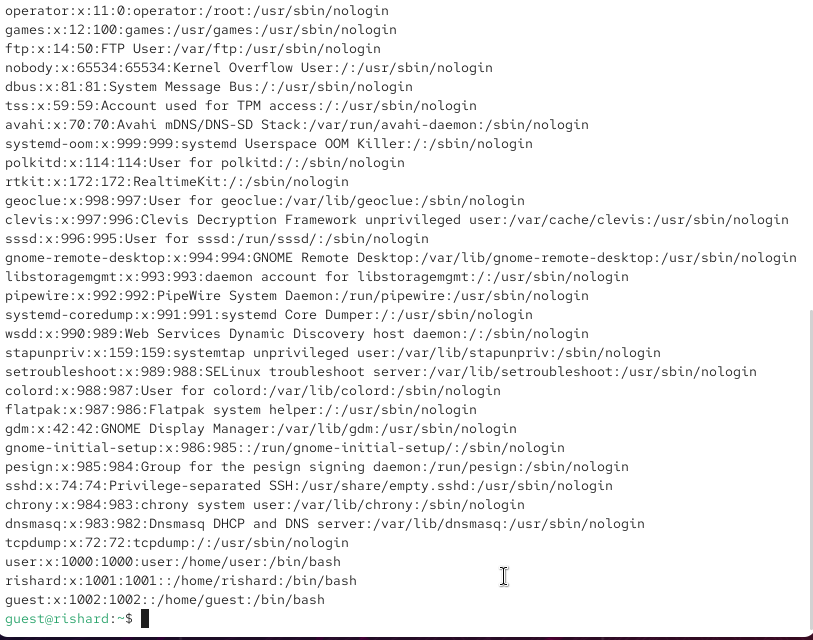 operator:x:11:0:operator:/root:/usr/sbin/nologin
games:x:12:100:games:/usr/games:/usr/sbin/nologin
ftp:x:14:50:FTP User:/var/ftp:/usr/sbin/nologin
nobody:x:65534:65534:Kernel Overflow User:/:/usr/sbin/nologin
dbus:x:81:81:System Message Bus:/:/usr/sbin/nologin
tss:x:59:59:Account used for TPM access:/:/usr/sbin/nologin
avahi:x:70:70:Avahi mDNS/DNS-SD Stack:/var/run/avahi-daemon:/sbin/nologin
systemd-oom:x:999:999:systemd Userspace OOM Killer:/:/sbin/nologin
polkitd:x:114:114:User for polkitd:/:/sbin/nologin
rtkit:x:172:172:RealtimeKit:/:/sbin/nologin
geoclue:x:998:997:User for geoclue:/var/lib/geoclue:/sbin/nologin
clevis:x:997:996:Clevis Decryption Framework unprivileged user:/var/cache/clevis:/usr/sbin/nologin
sssd:x:996:995:User for sssd:/run/sssd/:/sbin/nologin
gnome-remote-desktop:x:994:994:GNOME Remote Desktop:/var/lib/gnome-remote-desktop:/usr/sbin/nologin
libstoragemgmt:x:993:993:daemon account for libstoragemgmt:/:/usr/sbin/nologin
pipewire:x:992:992:PipeWire System Daemon:/run/pipewire:/usr/sbin/nologin
systemd-coredump:x:991:991:systemd Core Dumper:/:/usr/sbin/nologin
wsdd:x:990:989:Web Services Dynamic Discovery host daemon:/:/sbin/nologin
stapunpriv:x:159:159:systemtap unprivileged user:/var/lib/stapunpriv:/sbin/nologin
setroubleshoot:x:989:988:SELinux troubleshoot server:/var/lib/setroubleshoot:/usr/sbin/nologin
colord:x:988:987:User for colord:/var/lib/colord:/sbin/nologin
flatpak:x:987:986:Flatpak system helper:/:/usr/sbin/nologin
gdm:x:42:42:GNOME Display Manager:/var/lib/gdm:/usr/sbin/nologin
gnome-initial-setup:x:986:985::/run/gnome-initial-setup/:/sbin/nologin
pesign:x:985:984:Group for the pesign signing daemon:/run/pesign:/sbin/nologin
sshd:x:74:74:Privilege-separated SSH:/usr/share/empty.sshd:/usr/sbin/nologin
chrony:x:984:983:chrony system user:/var/lib/chrony:/sbin/nologin
dnsmasq:x:983:982:Dnsmasq DHCP and DNS server:/var/lib/dnsmasq:/usr/sbin/nologin
tcpdump:x:72:72:tcpdump:/:/usr/sbin/nologin
user:x:1000:1000:user:/home/user:/bin/bash
rishard:x:1001:1001::/home/rishard:/bin/bash
guest:x:1002:1002::/home/guest:/bin/bash
guest@rishard:~$